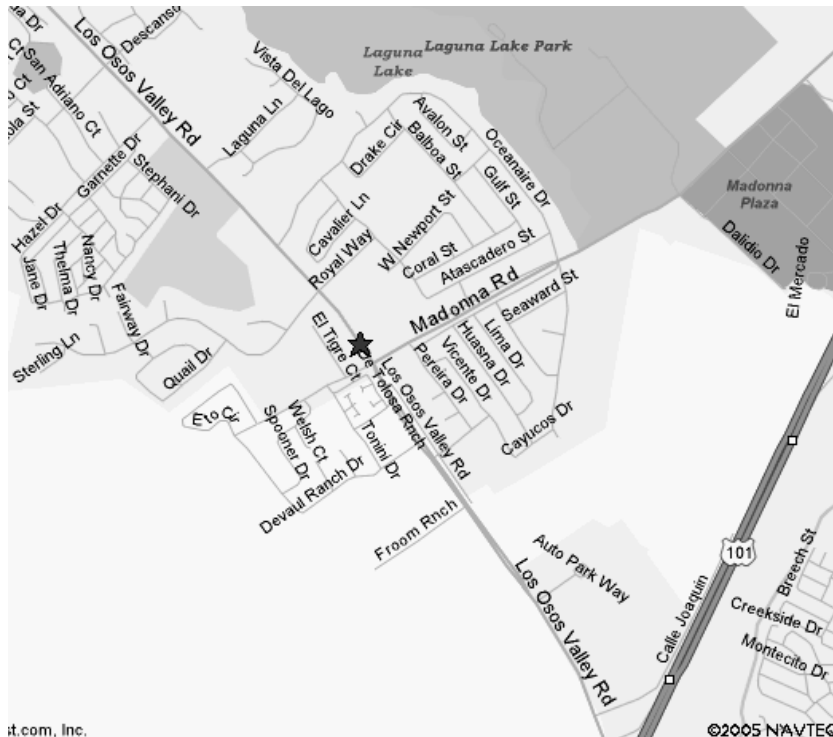 Los Osos Valley Rd
Descanso
San Adriano Ct
Vista Del Lago
Laguna Lake
Laguna Lake Park
Laguna Ln
Garnette Dr
Stephani Dr
Hazel Dr
Jane Dr
Thelma Dr
Nancy Dr
Fairway Dr
Quail Dr
Sterling Ln
Drake Cir
Avalon St
Balboa St
Gulf St
Oceanaire Dr
Cavalier Ln
Royal Way
W Newport St
Coral St
Atascadero St
Madonna Rd
Seaward St
Madonna
Plaza
Dalidio Dr
El Mercado
El Tigre Ct
De Tolosa Rnch
Los Osos Valley Rd
Pereira Dr
Vicente Dr
Huasna Dr
Lima Dr
Cayucos Dr
Eto Cir
Spooner Dr
Welsh Ct
Tonini Dr
Devaul Ranch Dr
Froom Rnch
Auto Park Way
Los Osos Valley Rd
Calle Joaquin
101
Breech St
Creekside Dr
Montecito Dr
st.com, Inc.
©2005 NAVTEQ